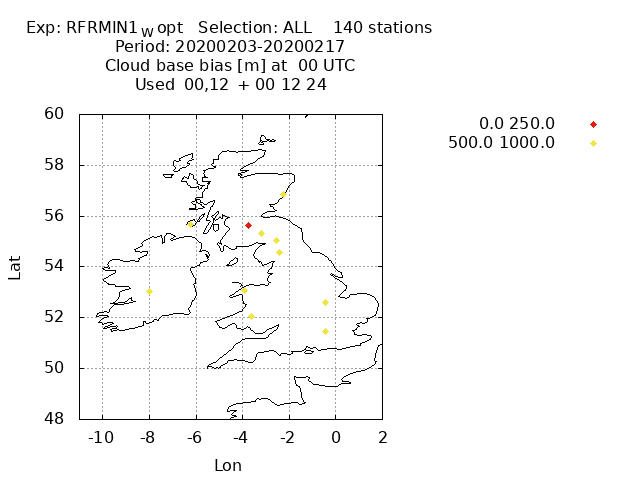 Exp: RFRMIN1_W opt   Selection: ALL    140 stations
Period: 20200203-20200217
Cloud base bias [m] at  00 UTC
Used  00,12  + 00 12 24
0.0 250.0
500.0 1000.0
60
58
56
54
52
50
48
Lat
-10 -8 -6 -4 -2 0 2
Lon